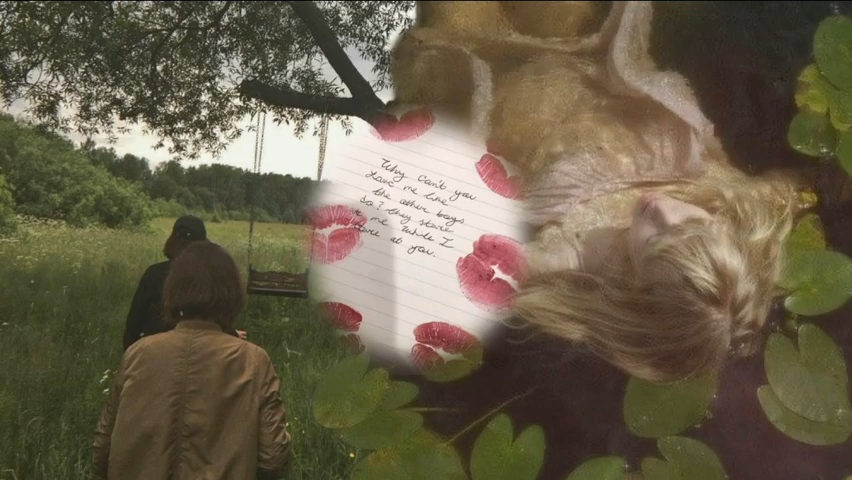 Why can't you
Love me like
the other boys
do? they stare
at me while I
stare at you.